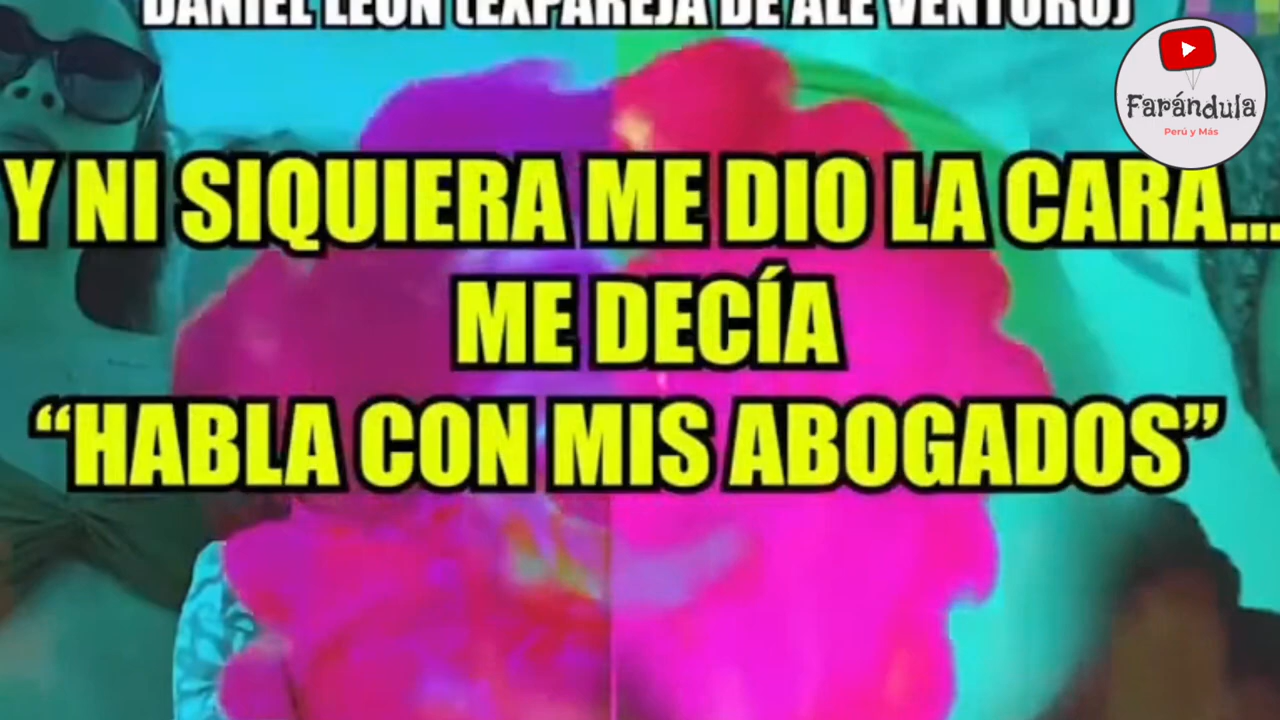 DANIEL LEÓN (EXPAREJA DE ALE VENTURO)
Farándula
Perú y Más
Y NI SIQUIERA ME DIO LA CARA...
ME DECÍA
“HABLA CON MIS ABOGADOS”